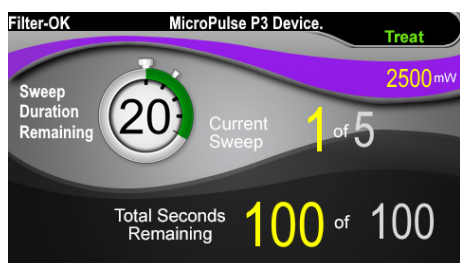 Filter-OK MicroPulse P3 Device.
Treat
2500mW
Sweep
Duration
Remaining
20
Current
Sweep
1 of 5
Total Seconds
Remaining
100 of 100